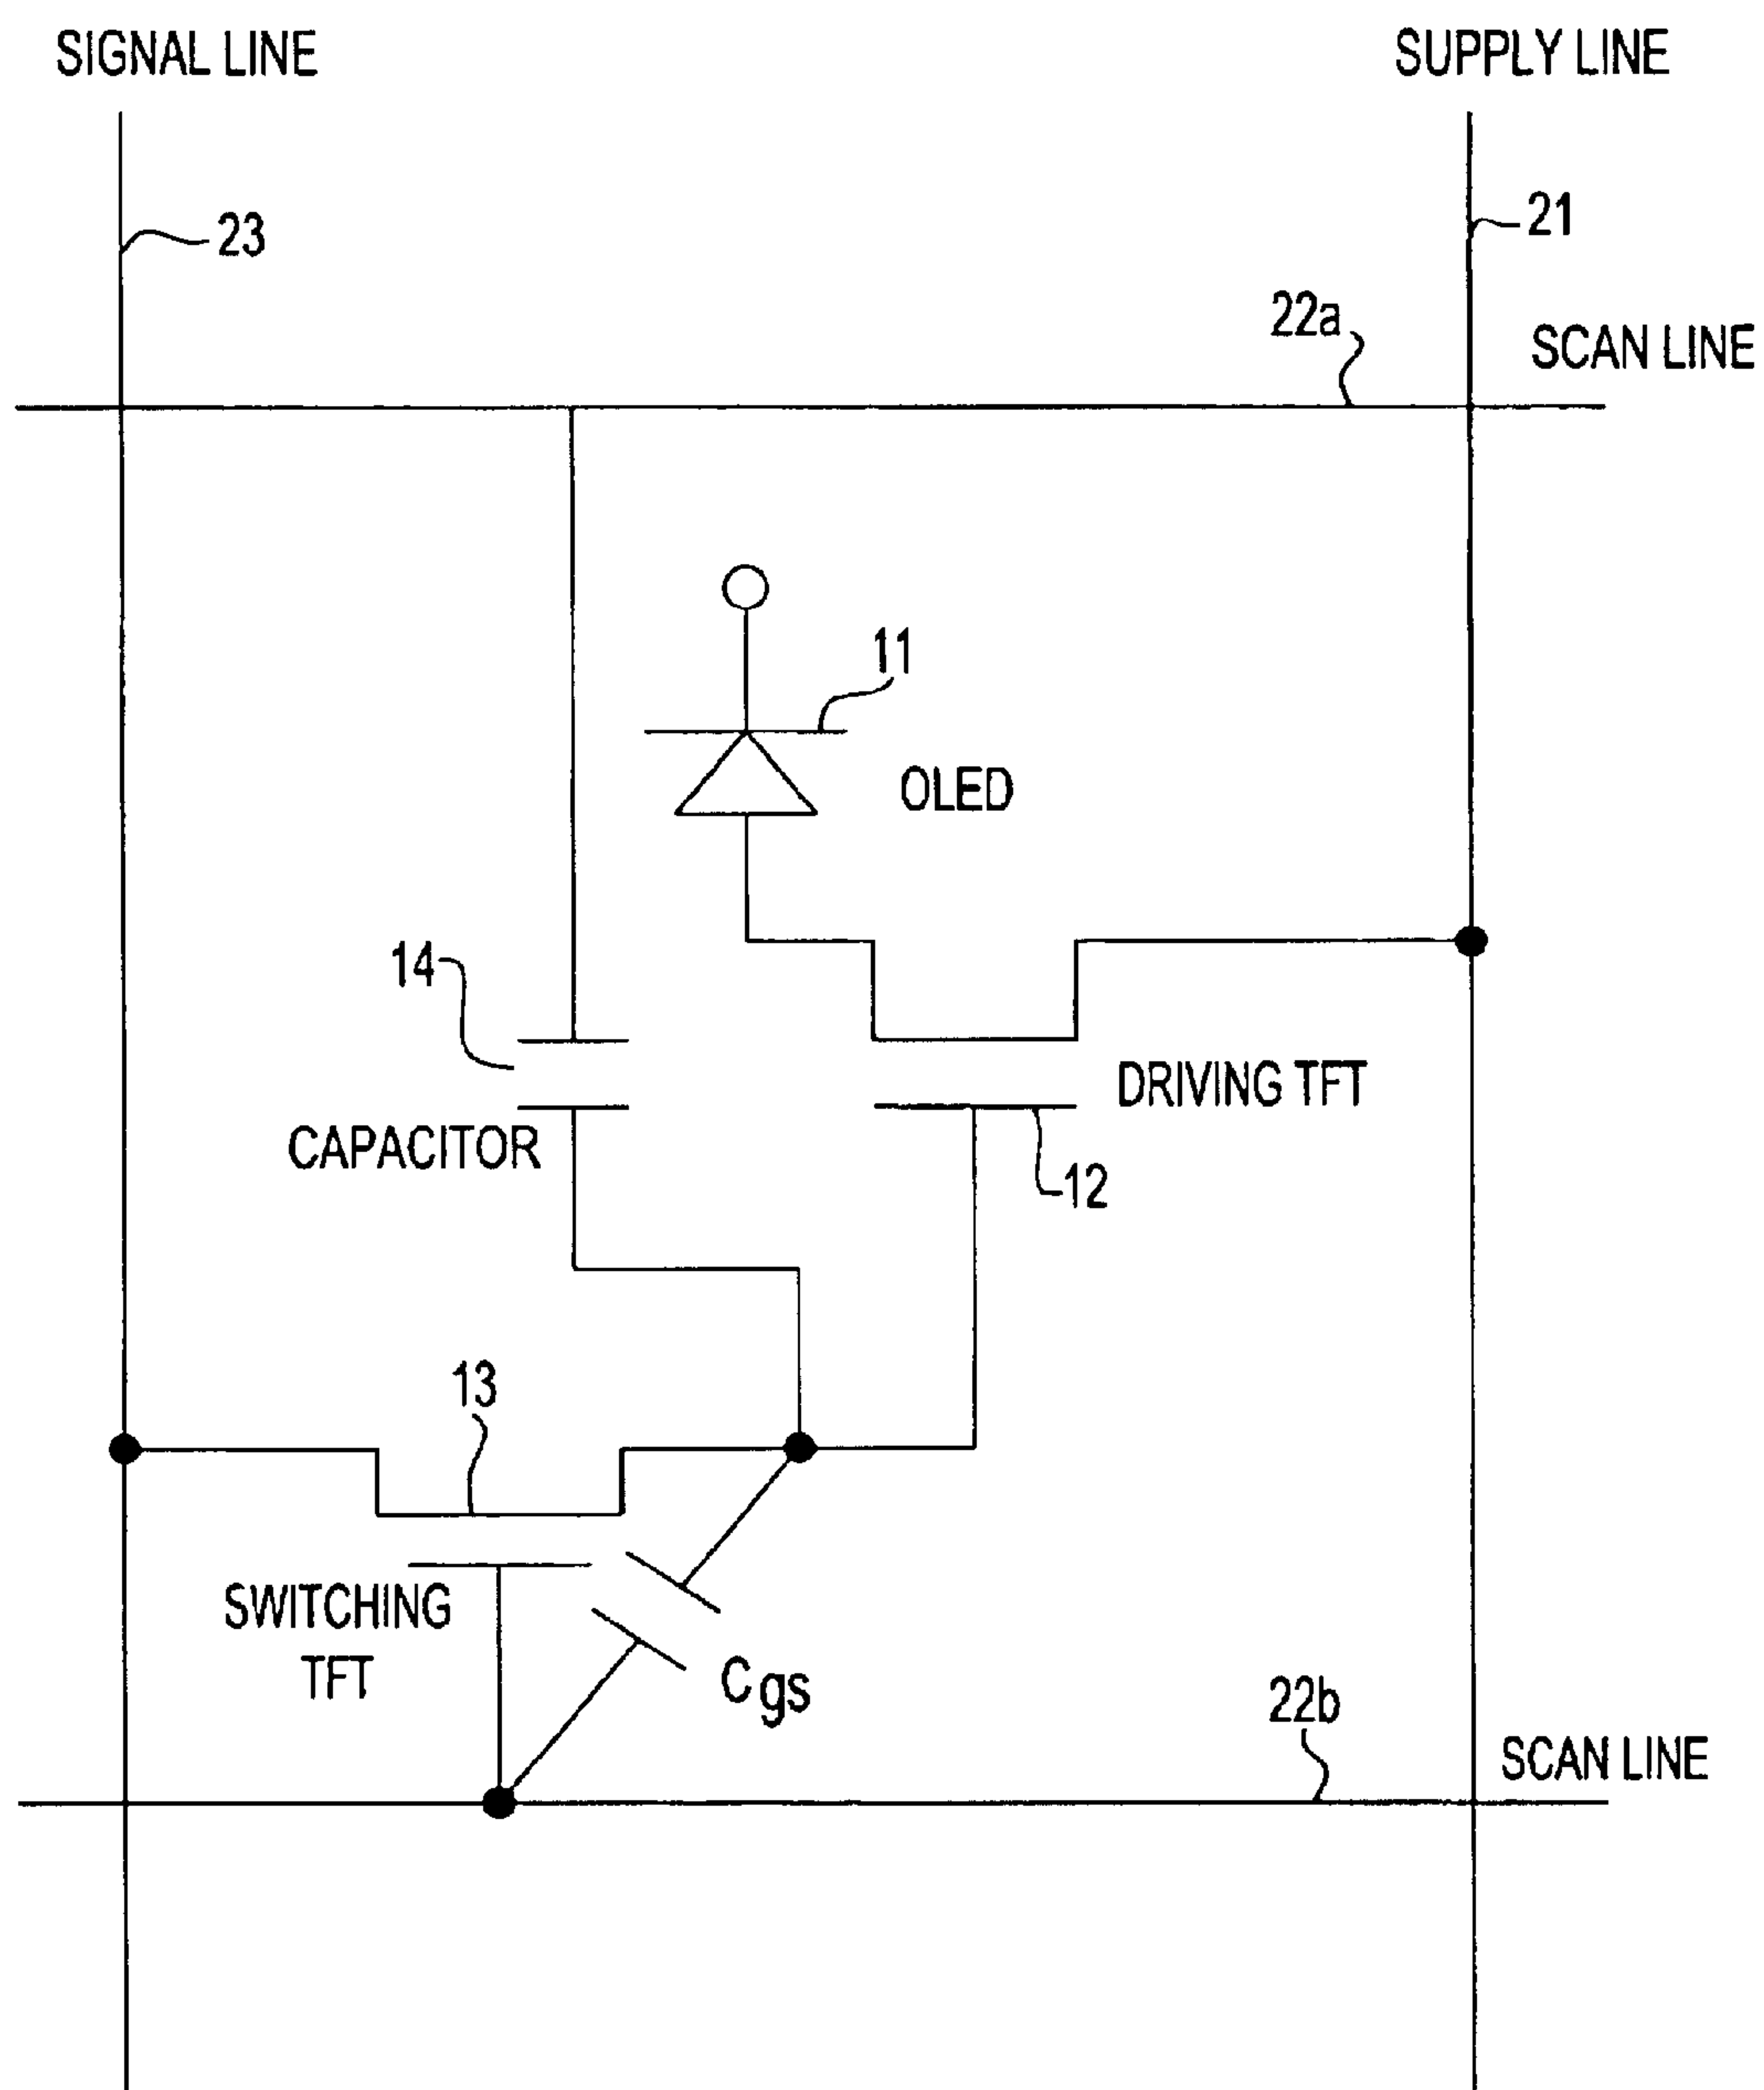 SIGNAL LINE
SUPPLY LINE
23
21
22a
SCAN LINE
11
OLED
14
CAPACITOR
DRIVING TFT
12
13
SWITCHING
TFT
Cgs
22b
SCAN LINE